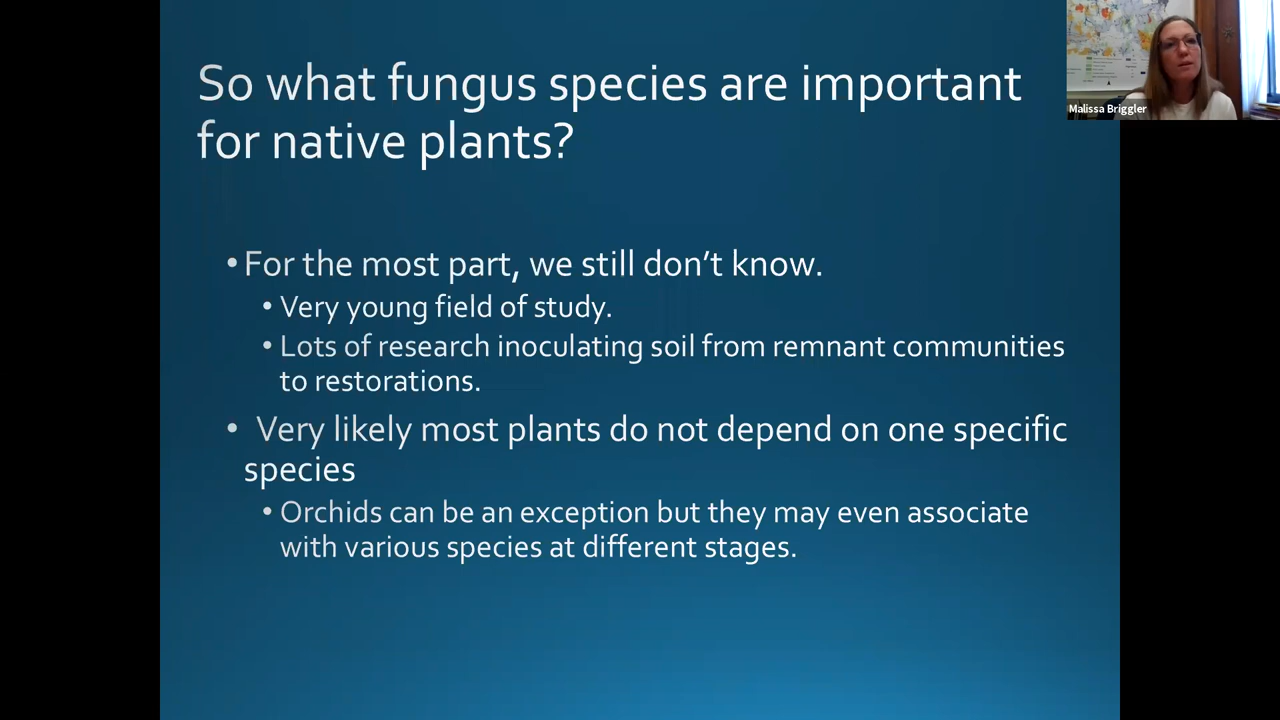 So what fungus species are important
for native plants?
Malissa Briggler
• For the most part, we still don’t know.
• Very young field of study.
• Lots of research inoculating soil from remnant communities
to restorations.
• Very likely most plants do not depend on one specific
species
• Orchids can be an exception but they may even associate
with various species at different stages.